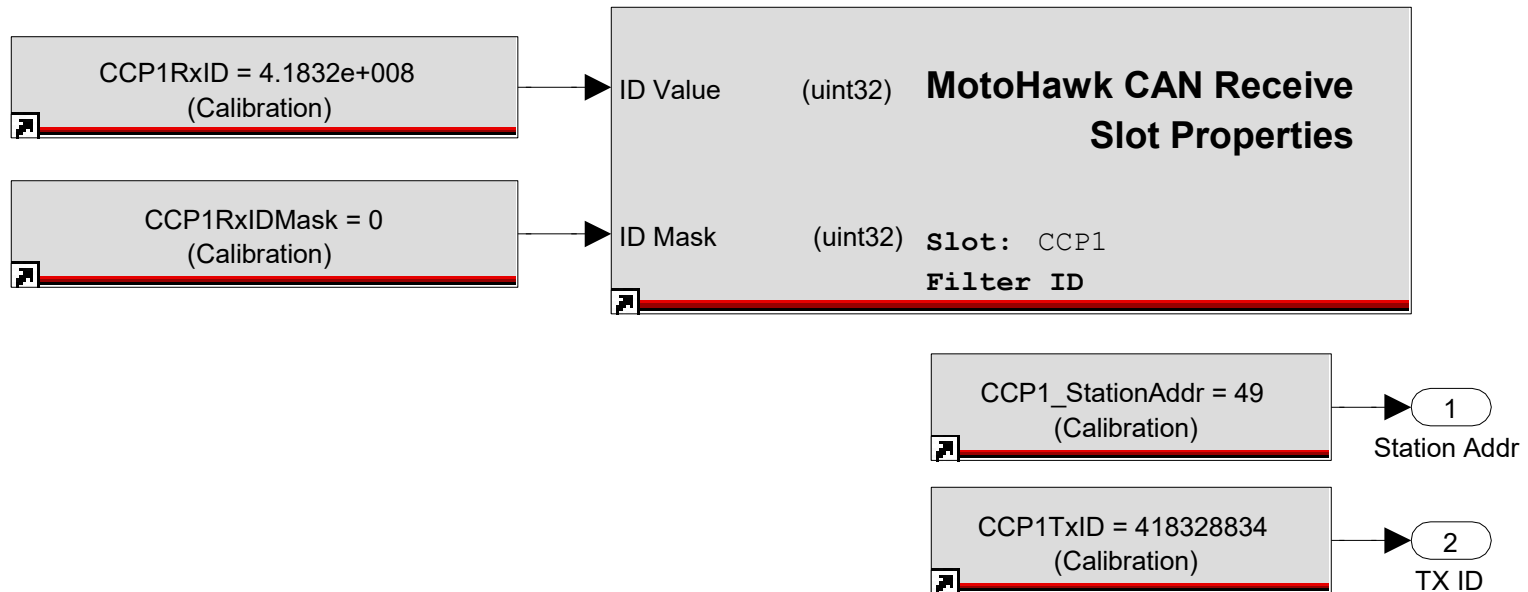 CCP1RxID = 4.1832e+008
(Calibration)
ID Value (uint32)
MotoHawk CAN Receive
Slot Properties
CCP1RxIDMask = 0
(Calibration)
ID Mask (uint32)
Slot: CCP1
Filter ID
CCP1_StationAddr = 49
(Calibration)
1
Station Addr
CCP1TxID = 418328834
(Calibration)
2
TX ID